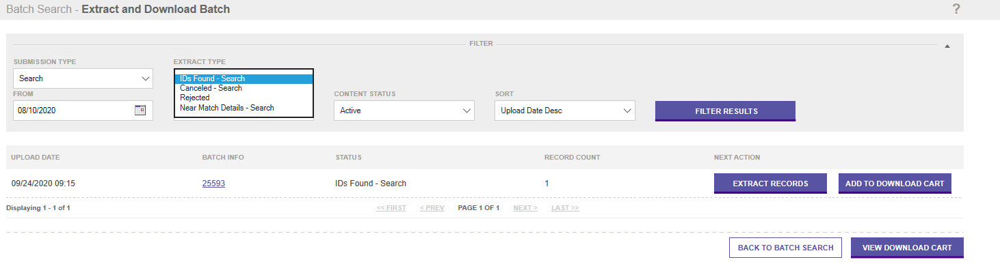 Batch Search - Extract and Download Batch
?
FILTER
SUBMISSION TYPE
EXTRACT TYPE
Search
IDs Found - Search
Canceled - Search
Rejected
Near Match Details - Search
FROM
CONTENT STATUS
SORT
08/10/2020
Active
Upload Date Desc
FILTER RESULTS
UPLOAD DATE BATCH INFO STATUS RECORD COUNT NEXT ACTION
09/24/2020 09:15 25593 IDs Found - Search 1 EXTRACT RECORDS ADD TO DOWNLOAD CART
Displaying 1 - 1 of 1 << FIRST < PREV PAGE 1 OF 1 NEXT > LAST >>
BACK TO BATCH SEARCH VIEW DOWNLOAD CART